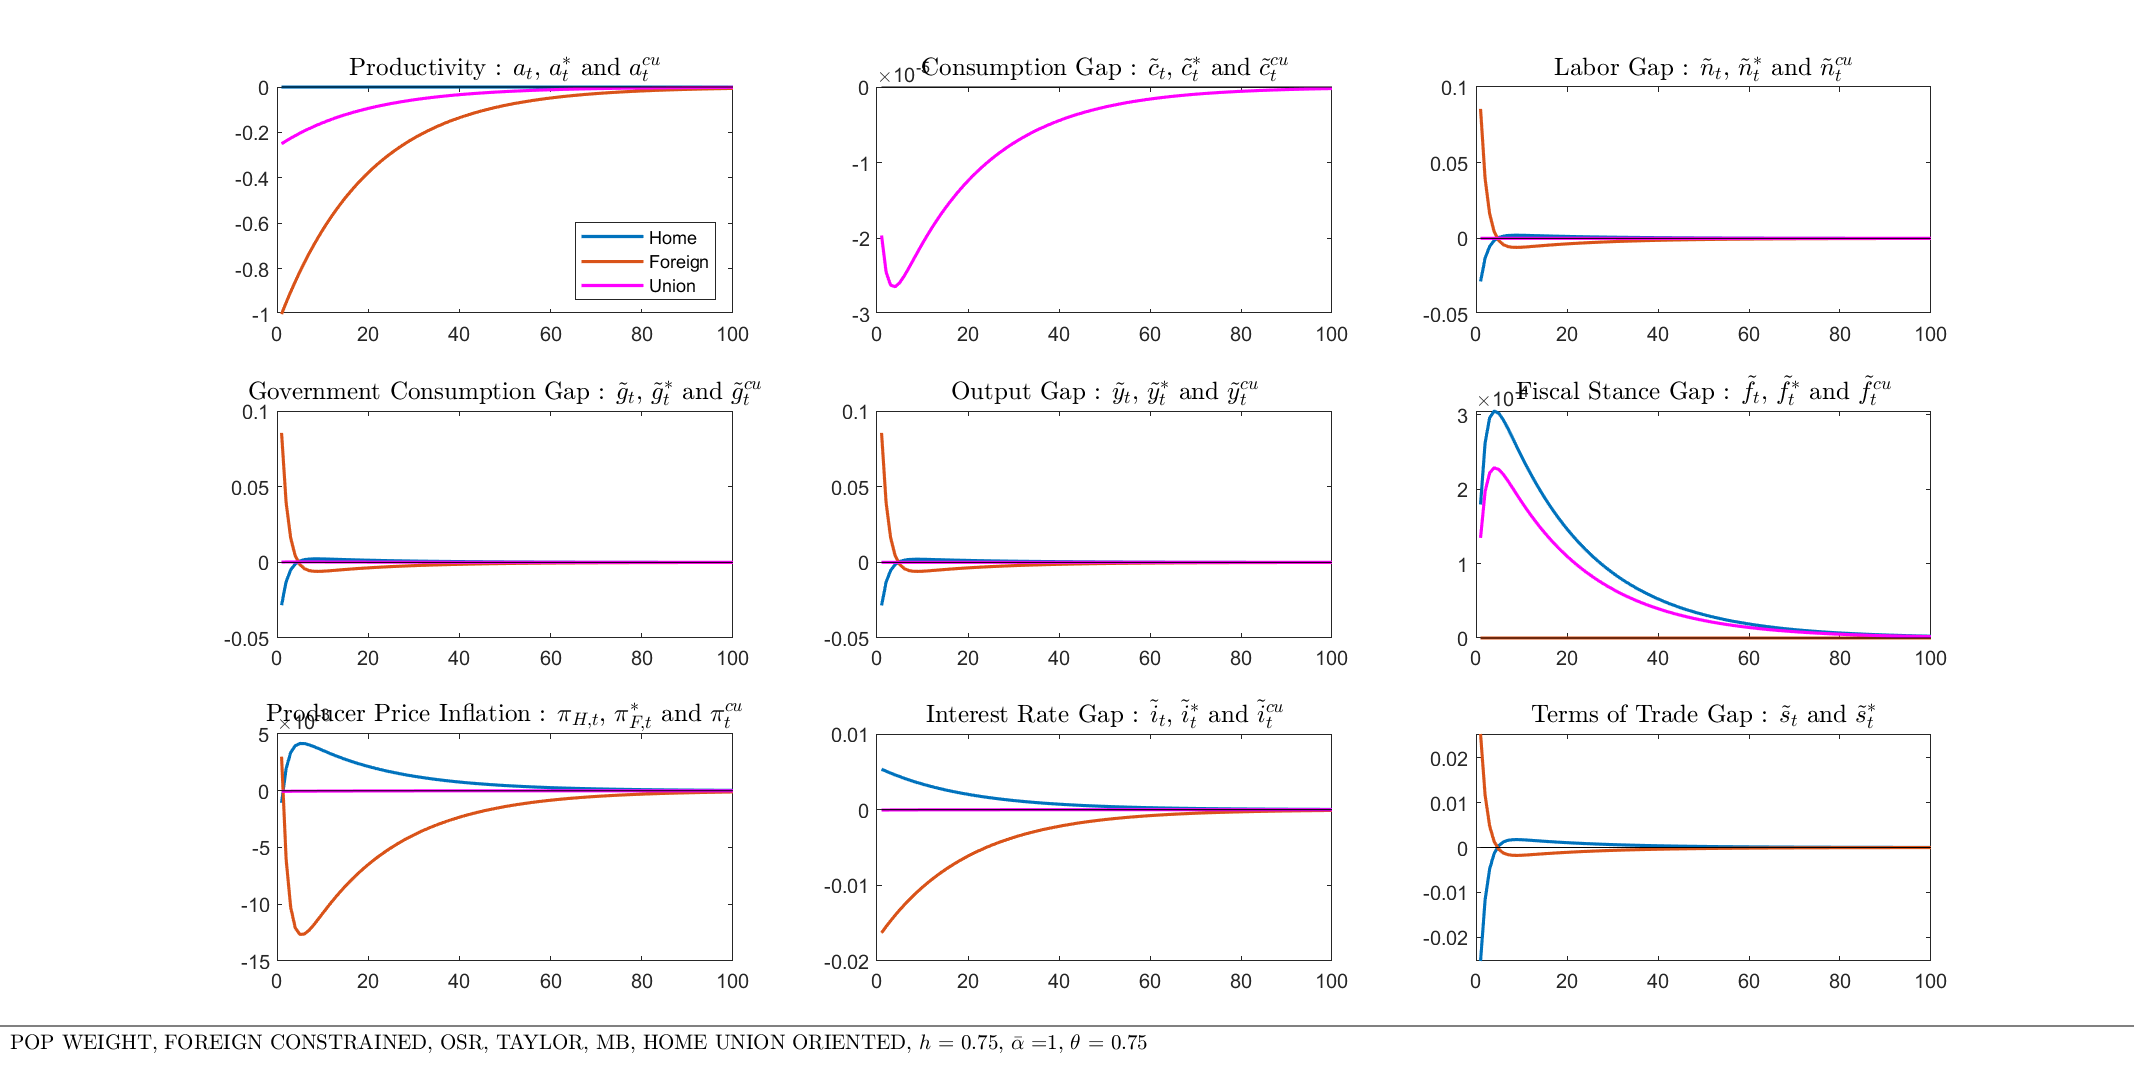 Productivity : a_t, a_t^* and a_t^{cu}
0
-0.2
-0.4
-0.6
-0.8
-1
0 20 40 60 80 100
Home
Foreign
Union
Consumption Gap : c̃_t, c̃_t^* and c̃_t^{cu}
0
-1
-2
-3
0 20 40 60 80 100
Labor Gap : ñ_t, ñ_t^* and ñ_t^{cu}
0.1
0.05
0
-0.05
0 20 40 60 80 100
Government Consumption Gap : g̃_t, g̃_t^* and g̃_t^{cu}
0.1
0.05
0
-0.05
0 20 40 60 80 100
Output Gap : ỹ_t, ỹ_t^* and ỹ_t^{cu}
0.1
0.05
0
-0.05
0 20 40 60 80 100
Fiscal Stance Gap : f̃_t, f̃_t^* and f̃_t^{cu}
3
2
1
0
0 20 40 60 80 100
Producer Price Inflation : π_{H,t}, π_{F,t}^* and π_t^{cu}
5
0
-5
-10
-15
0 20 40 60 80 100
Interest Rate Gap : ĩ_t, ĩ_t^* and ĩ_t^{cu}
0.01
0
-0.01
-0.02
0 20 40 60 80 100
Terms of Trade Gap : s̃_t and s̃_t^*
0.02
0.01
0
-0.01
-0.02
0 20 40 60 80 100
POP WEIGHT, FOREIGN CONSTRAINED, OSR, TAYLOR, MB, HOME UNION ORIENTED, h = 0.75, ᾱ =1, θ = 0.75